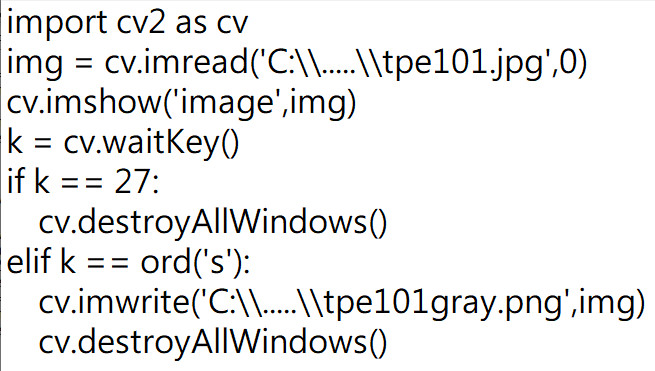 import cv2 as cv
img = cv.imread('C:\\.....\\tpe101.jpg',0)
cv.imshow('image',img)
k = cv.waitKey()
if k == 27:
    cv.destroyAllWindows()
elif k == ord('s'):
    cv.imwrite('C:\\.....\\tpe101gray.png',img)
    cv.destroyAllWindows()